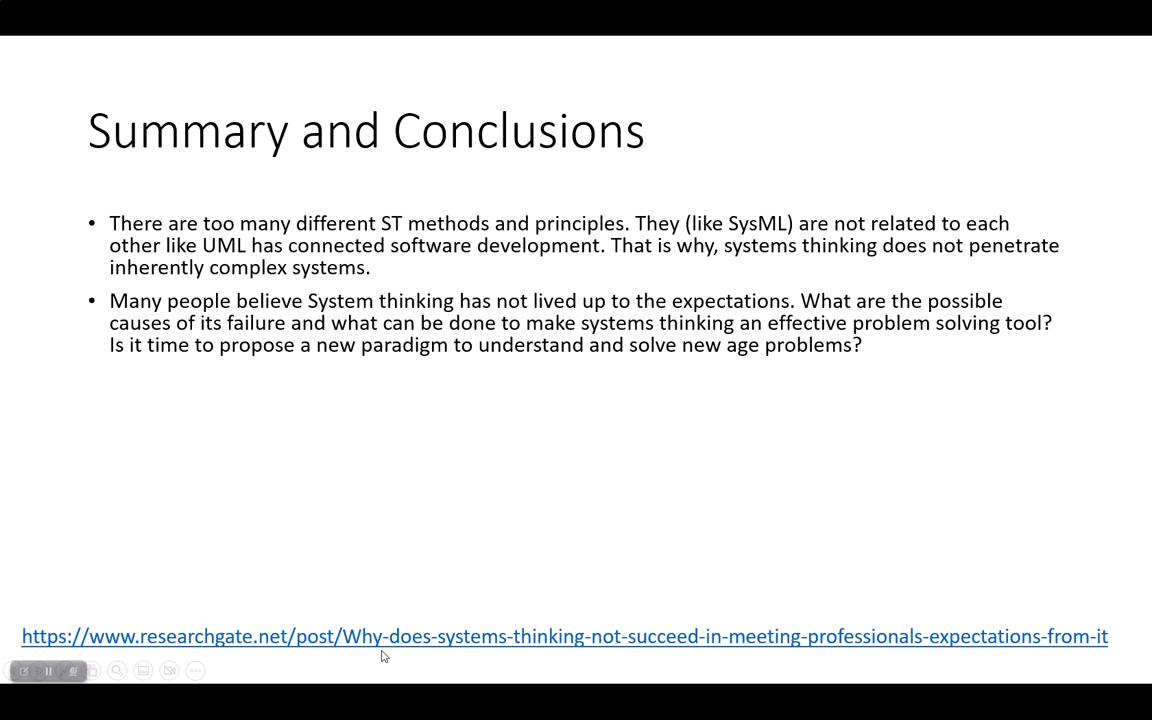 Summary and Conclusions
• There are too many different ST methods and principles. They (like SysML) are not related to each
other like UML has connected software development. That is why, systems thinking does not penetrate
inherently complex systems.
• Many people believe System thinking has not lived up to the expectations. What are the possible
causes of its failure and what can be done to make systems thinking an effective problem solving tool?
Is it time to propose a new paradigm to understand and solve new age problems?
https://www.researchgate.net/post/Why-does-systems-thinking-not-succeed-in-meeting-professionals-expectations-from-it